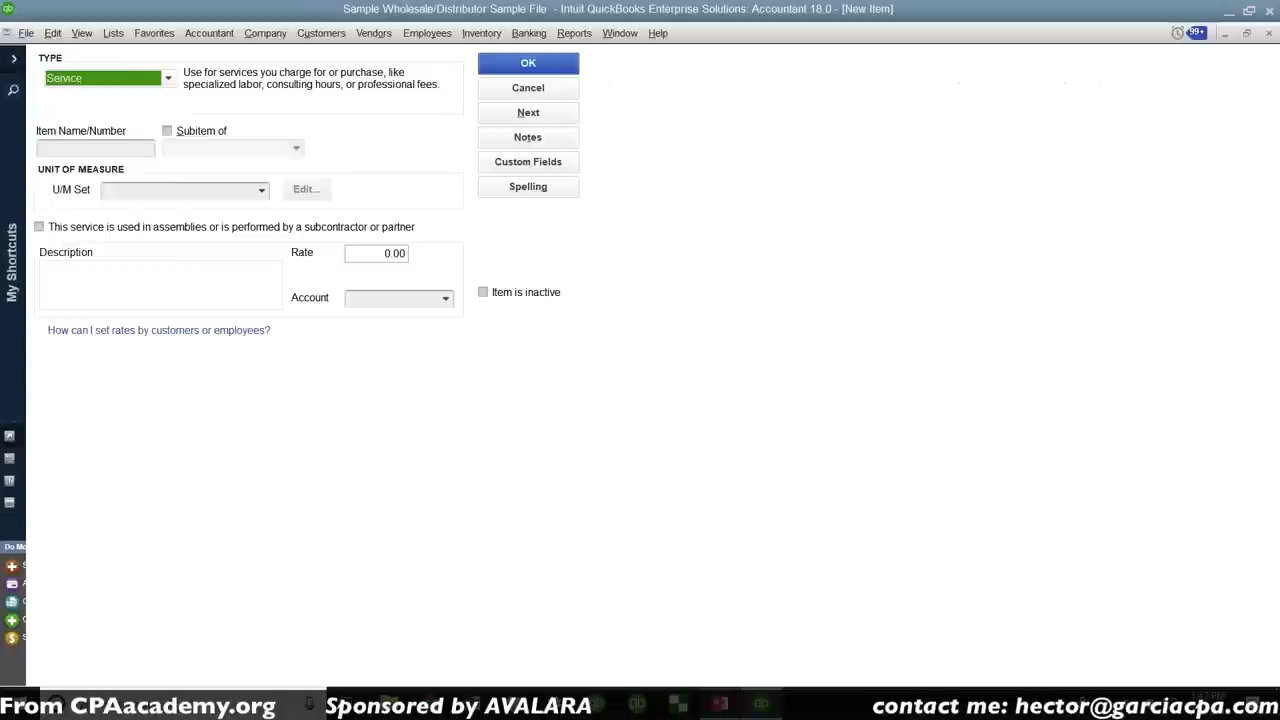 Sample Wholesale/Distributor Sample File - Intuit QuickBooks Enterprise Solutions: Accountant 18.0 - [New Item]
File Edit View Lists Favorites Accountant Company Customers Vendors Employees Inventory Banking Reports Window Help
99+
TYPE
Service
Use for services you charge for or purchase, like
specialized labor, consulting hours, or professional fees.
OK
Cancel
Next
Notes
Custom Fields
Spelling
Item Name/Number
Subitem of
UNIT OF MEASURE
U/M Set
Edit...
This service is used in assemblies or is performed by a subcontractor or partner
Description
Rate
0.00
Account
Item is inactive
How can I set rates by customers or employees?
My Shortcuts
Do Mo
From CPAacademy.org
Sponsored by AVALARA
contact me: hector@garciacpa.com